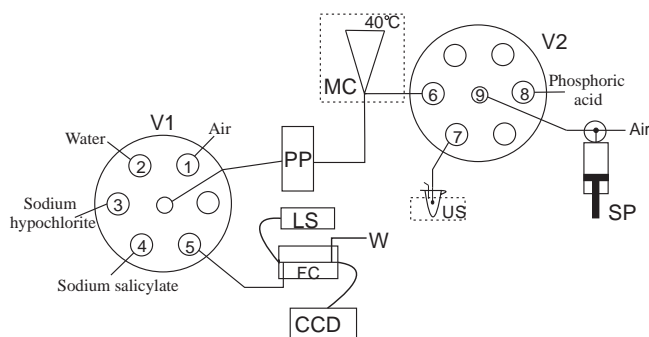 40℃
MC
V2
6
9
8
Phosphoric
acid
7
Air
US
SP
V1
Water
Air
2
1
PP
3
Sodium
hypochlorite
4
5
Sodium salicylate
LS
W
FC
CCD